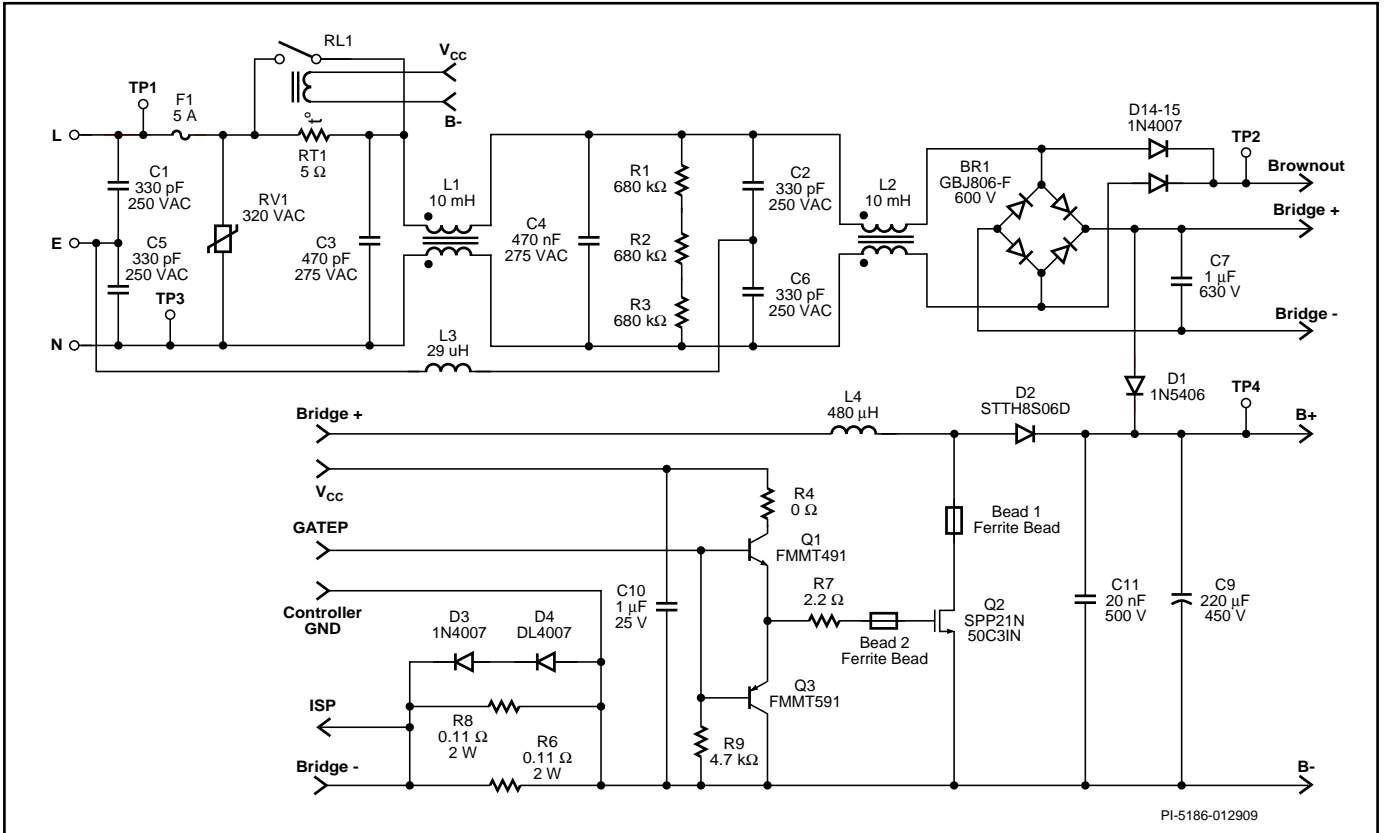 RL1
VCC
B-
TP1
F1
5 A
L
t°
RT1
5 Ω
C1
330 pF
250 VAC
RV1
320 VAC
E
C5
330 pF
250 VAC
C3
470 pF
275 VAC
TP3
N
L1
10 mH
C4
470 nF
275 VAC
R1
680 kΩ
R2
680 kΩ
R3
680 kΩ
C2
330 pF
250 VAC
C6
330 pF
250 VAC
L3
29 uH
L2
10 mH
BR1
GBJ806-F
600 V
D14-15
1N4007
TP2
Brownout
Bridge +
C7
1 μF
630 V
Bridge -
D1
1N5406
TP4
L4
480 μH
D2
STTH8S06D
B+
Bridge +
VCC
GATEP
Controller
GND
R4
0 Ω
Q1
FMMT491
Bead 1
Ferrite Bead
C10
1 μF
25 V
R7
2.2 Ω
Bead 2
Ferrite Bead
Q2
SPP21N
50C3IN
C11
20 nF
500 V
C9
220 μF
450 V
D3
1N4007
D4
DL4007
Q3
FMMT591
ISP
R8
0.11 Ω
2 W
R6
0.11 Ω
2 W
R9
4.7 kΩ
Bridge -
B-
PI-5186-012909